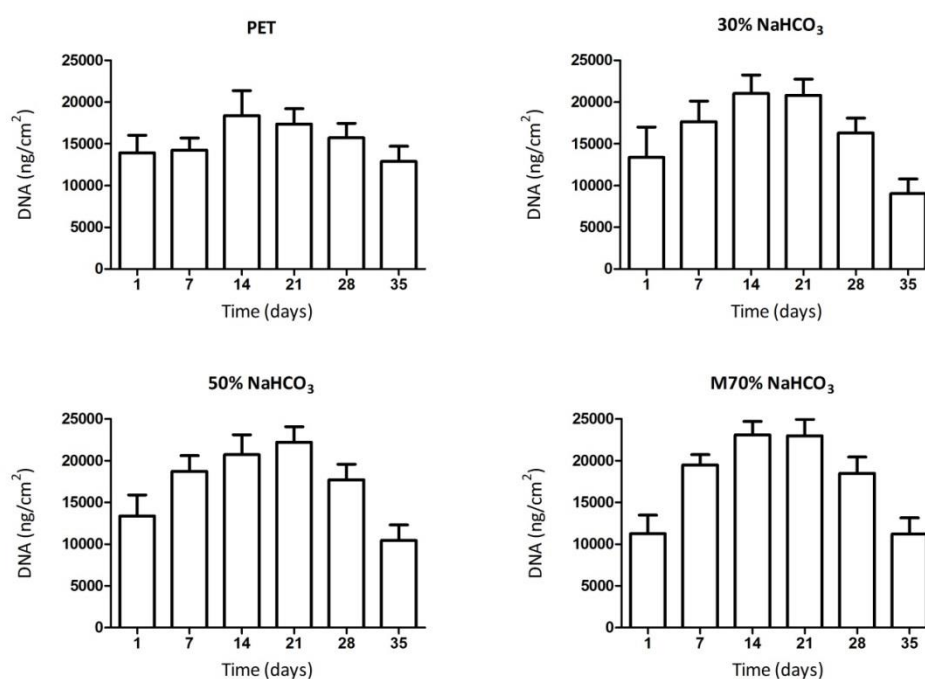 PET
25000
20000
15000
10000
5000
0
DNA (ng/cm²)
1 7 14 21 28 35
Time (days)
30% NaHCO₃
25000
20000
15000
10000
5000
0
DNA (ng/cm²)
1 7 14 21 28 35
Time (days)
50% NaHCO₃
25000
20000
15000
10000
5000
0
DNA (ng/cm²)
1 7 14 21 28 35
Time (days)
M70% NaHCO₃
25000
20000
15000
10000
5000
0
DNA (ng/cm²)
1 7 14 21 28 35
Time (days)